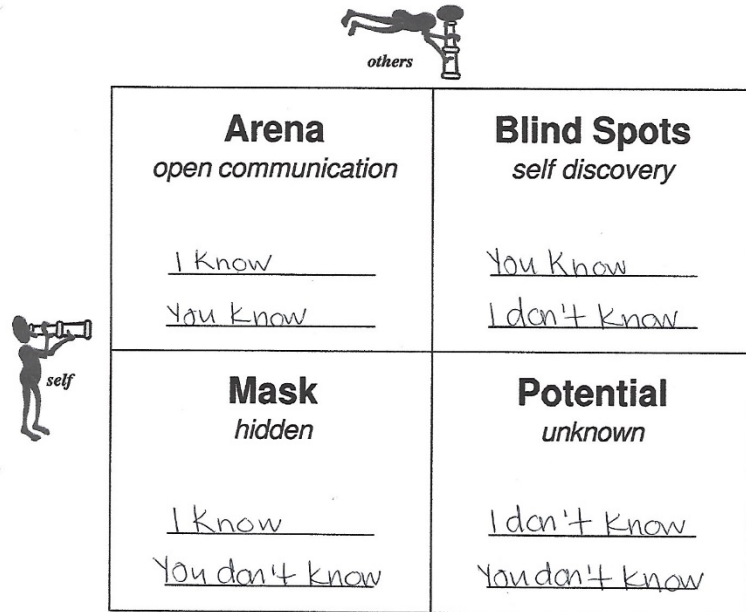 others
Arena
open communication
I Know
You Know
Blind Spots
self discovery
You Know
I don't Know
self
Mask
hidden
I Know
You don't Know
Potential
unknown
I don't Know
You don't Know